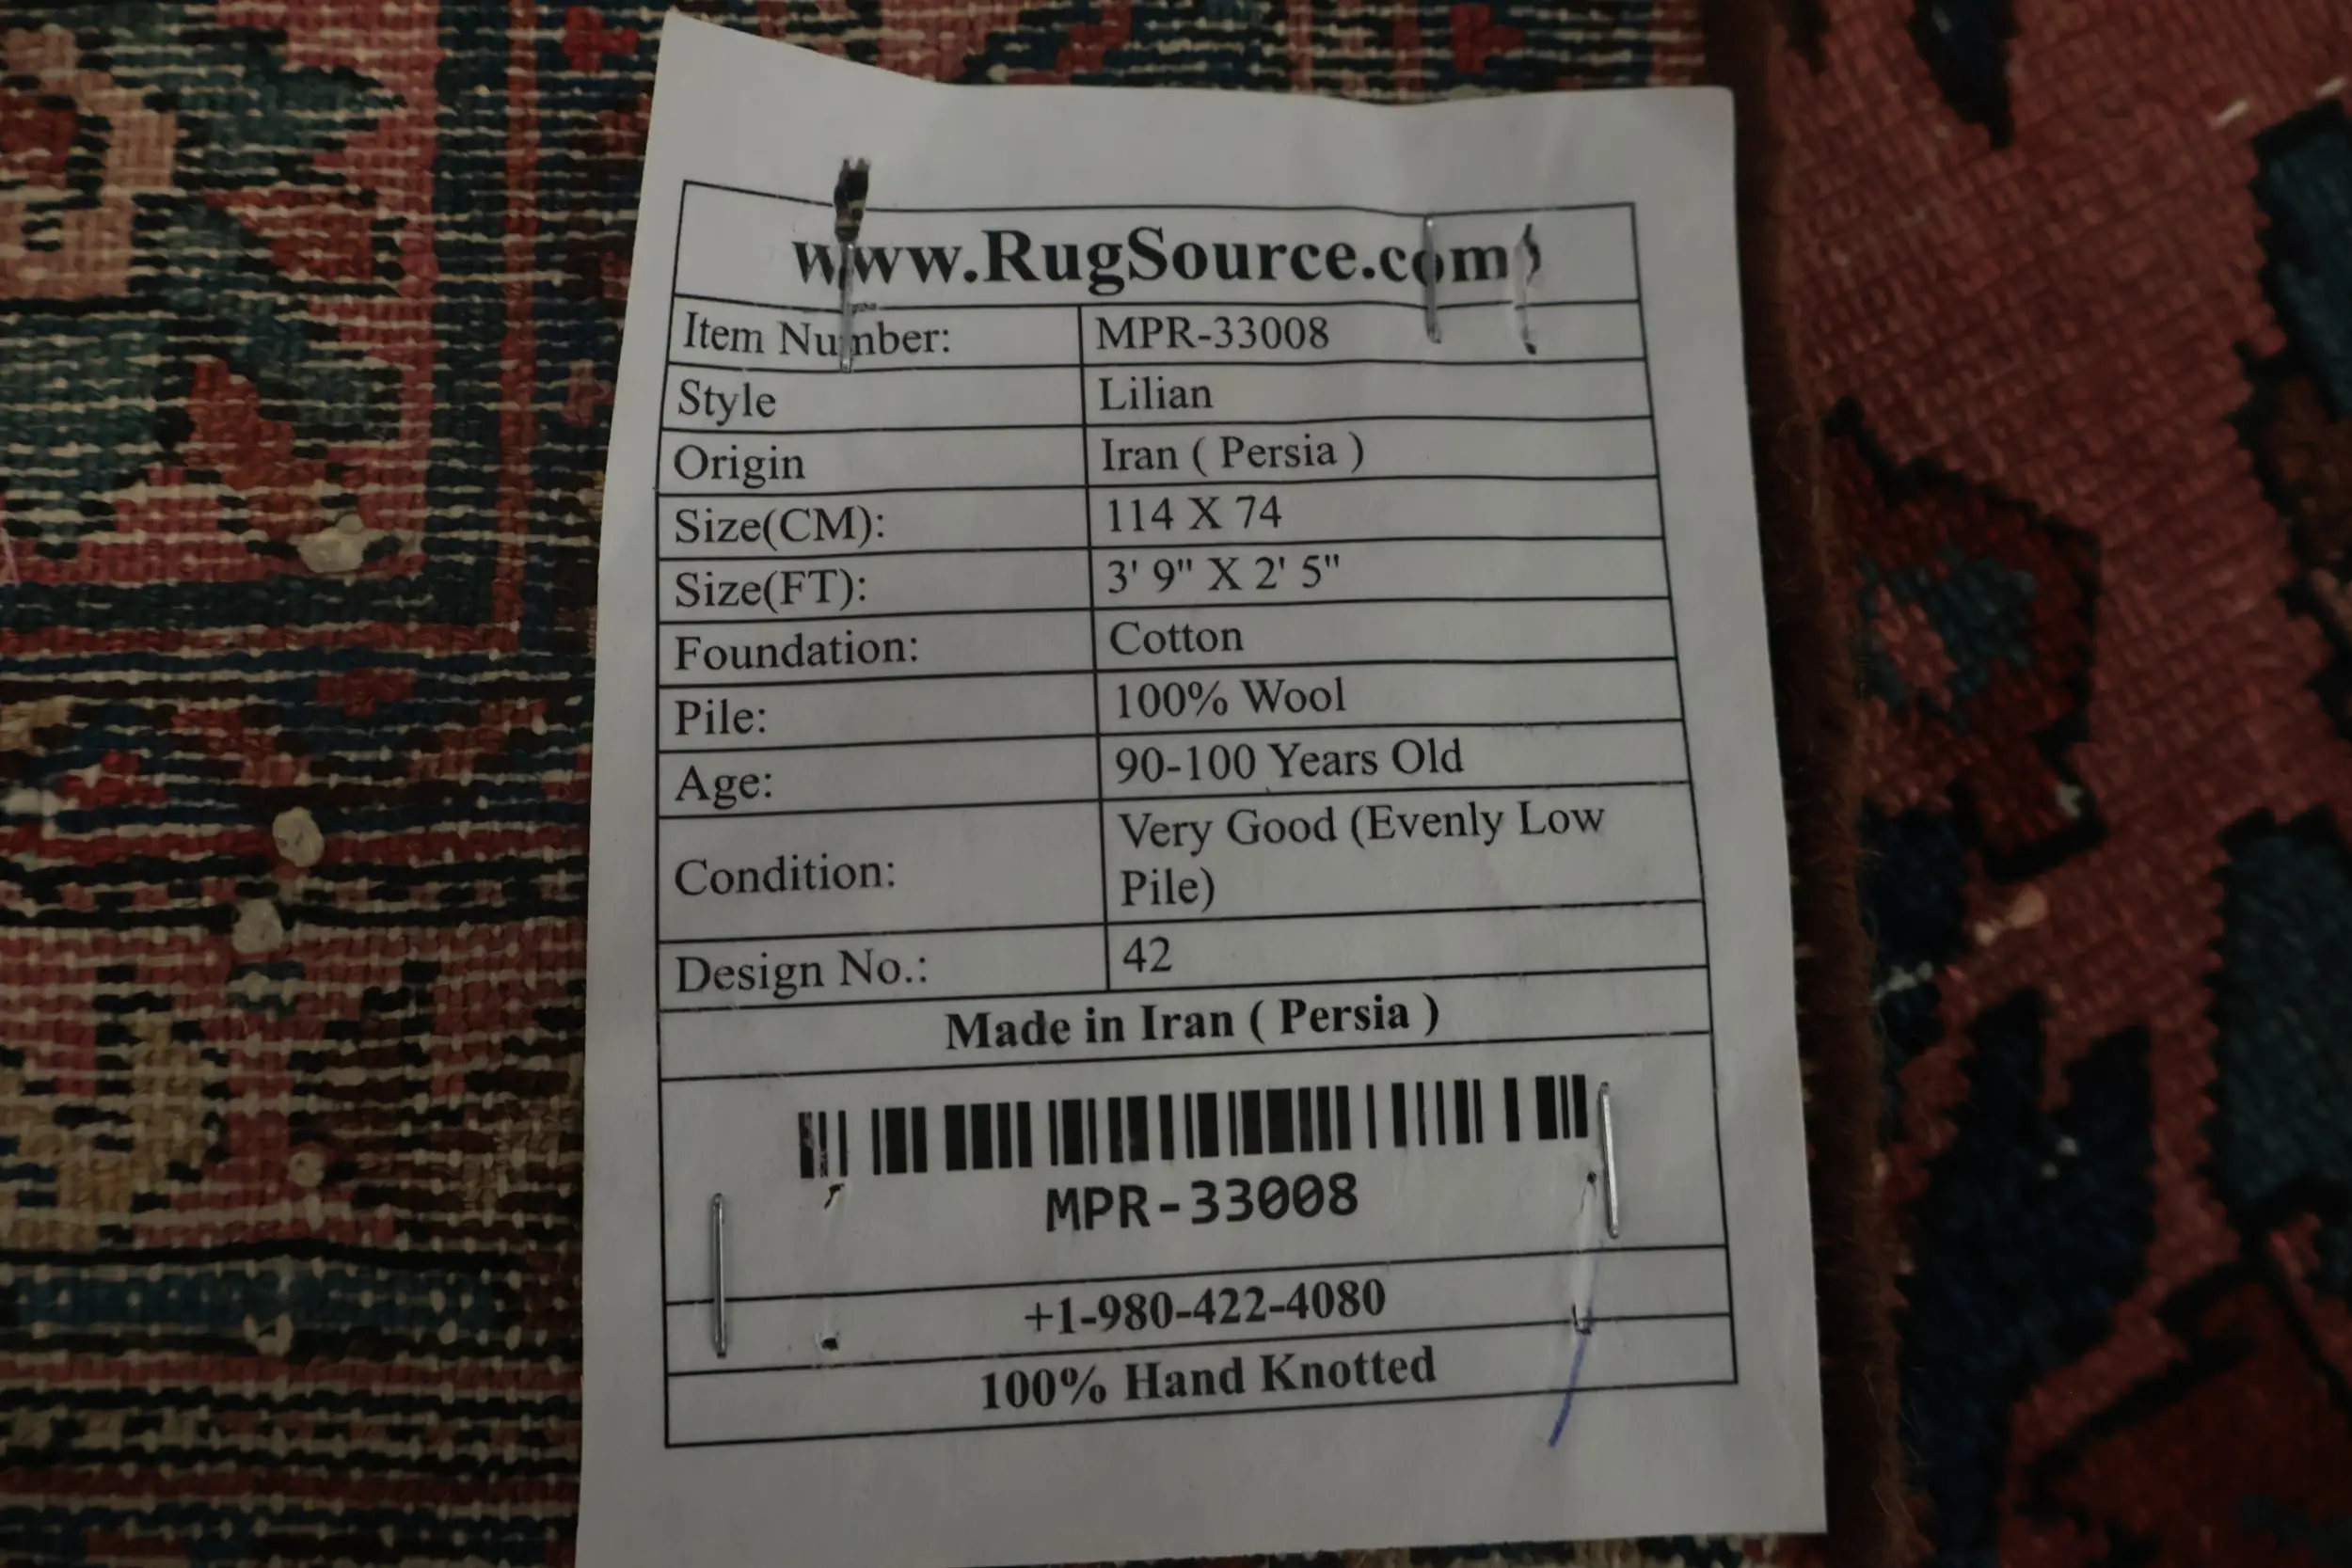 www.RugSource.com
Item Number: MPR-33008
Style Lilian
Origin Iran ( Persia )
Size(CM): 114 X 74
Size(FT): 3' 9" X 2' 5"
Foundation: Cotton
Pile: 100% Wool
Age: 90-100 Years Old
Condition: Very Good (Evenly Low
Pile)
Design No.: 42
Made in Iran ( Persia )
MPR-33008
+1-980-422-4080
100% Hand Knotted